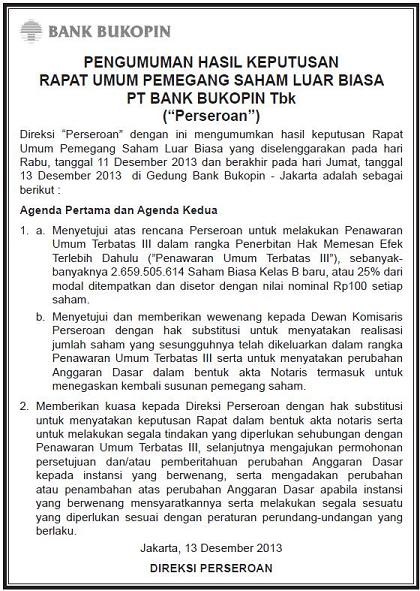 BANK BUKOPIN
PENGUMUMAN HASIL KEPUTUSAN
RAPAT UMUM PEMEGANG SAHAM LUAR BIASA
PT BANK BUKOPIN Tbk
(“Perseroan”)
Direksi “Perseroan” dengan ini mengumumkan hasil keputusan Rapat
Umum Pemegang Saham Luar Biasa yang diselenggarakan pada hari
Rabu, tanggal 11 Desember 2013 dan berakhir pada hari Jumat, tanggal
13 Desember 2013 di Gedung Bank Bukopin - Jakarta adalah sebagai
berikut :
Agenda Pertama dan Agenda Kedua
1. a. Menyetujui atas rencana Perseroan untuk melakukan Penawaran
Umum Terbatas III dalam rangka Penerbitan Hak Memesan Efek
Terlebih Dahulu (”Penawaran Umum Terbatas III”), sebanyak-
banyaknya 2.659.505.614 Saham Biasa Kelas B baru, atau 25% dari
modal ditempatkan dan disetor dengan nilai nominal Rp100 setiap
saham.
b. Menyetujui dan memberikan wewenang kepada Dewan Komisaris
Perseroan dengan hak substitusi untuk menyatakan realisasi
jumlah saham yang sesungguhnya telah dikeluarkan dalam rangka
Penawaran Umum Terbatas III serta untuk menyatakan perubahan
Anggaran Dasar dalam bentuk akta Notaris termasuk untuk
menegaskan kembali susunan pemegang saham.
2. Memberikan kuasa kepada Direksi Perseroan dengan hak substitusi
untuk menyatakan keputusan Rapat dalam bentuk akta notaris serta
untuk melakukan segala tindakan yang diperlukan sehubungan dengan
Penawaran Umum Terbatas III, selanjutnya mengajukan permohonan
persetujuan dan/atau pemberitahuan perubahan Anggaran Dasar
kepada instansi yang berwenang, serta mengadakan perubahan
atau penambahan atas perubahan Anggaran Dasar apabila instansi
yang berwenang mensyaratkannya serta melakukan segala sesuatu
yang diperlukan sesuai dengan peraturan perundang-undangan yang
berlaku.
Jakarta, 13 Desember 2013
DIREKSI PERSEROAN